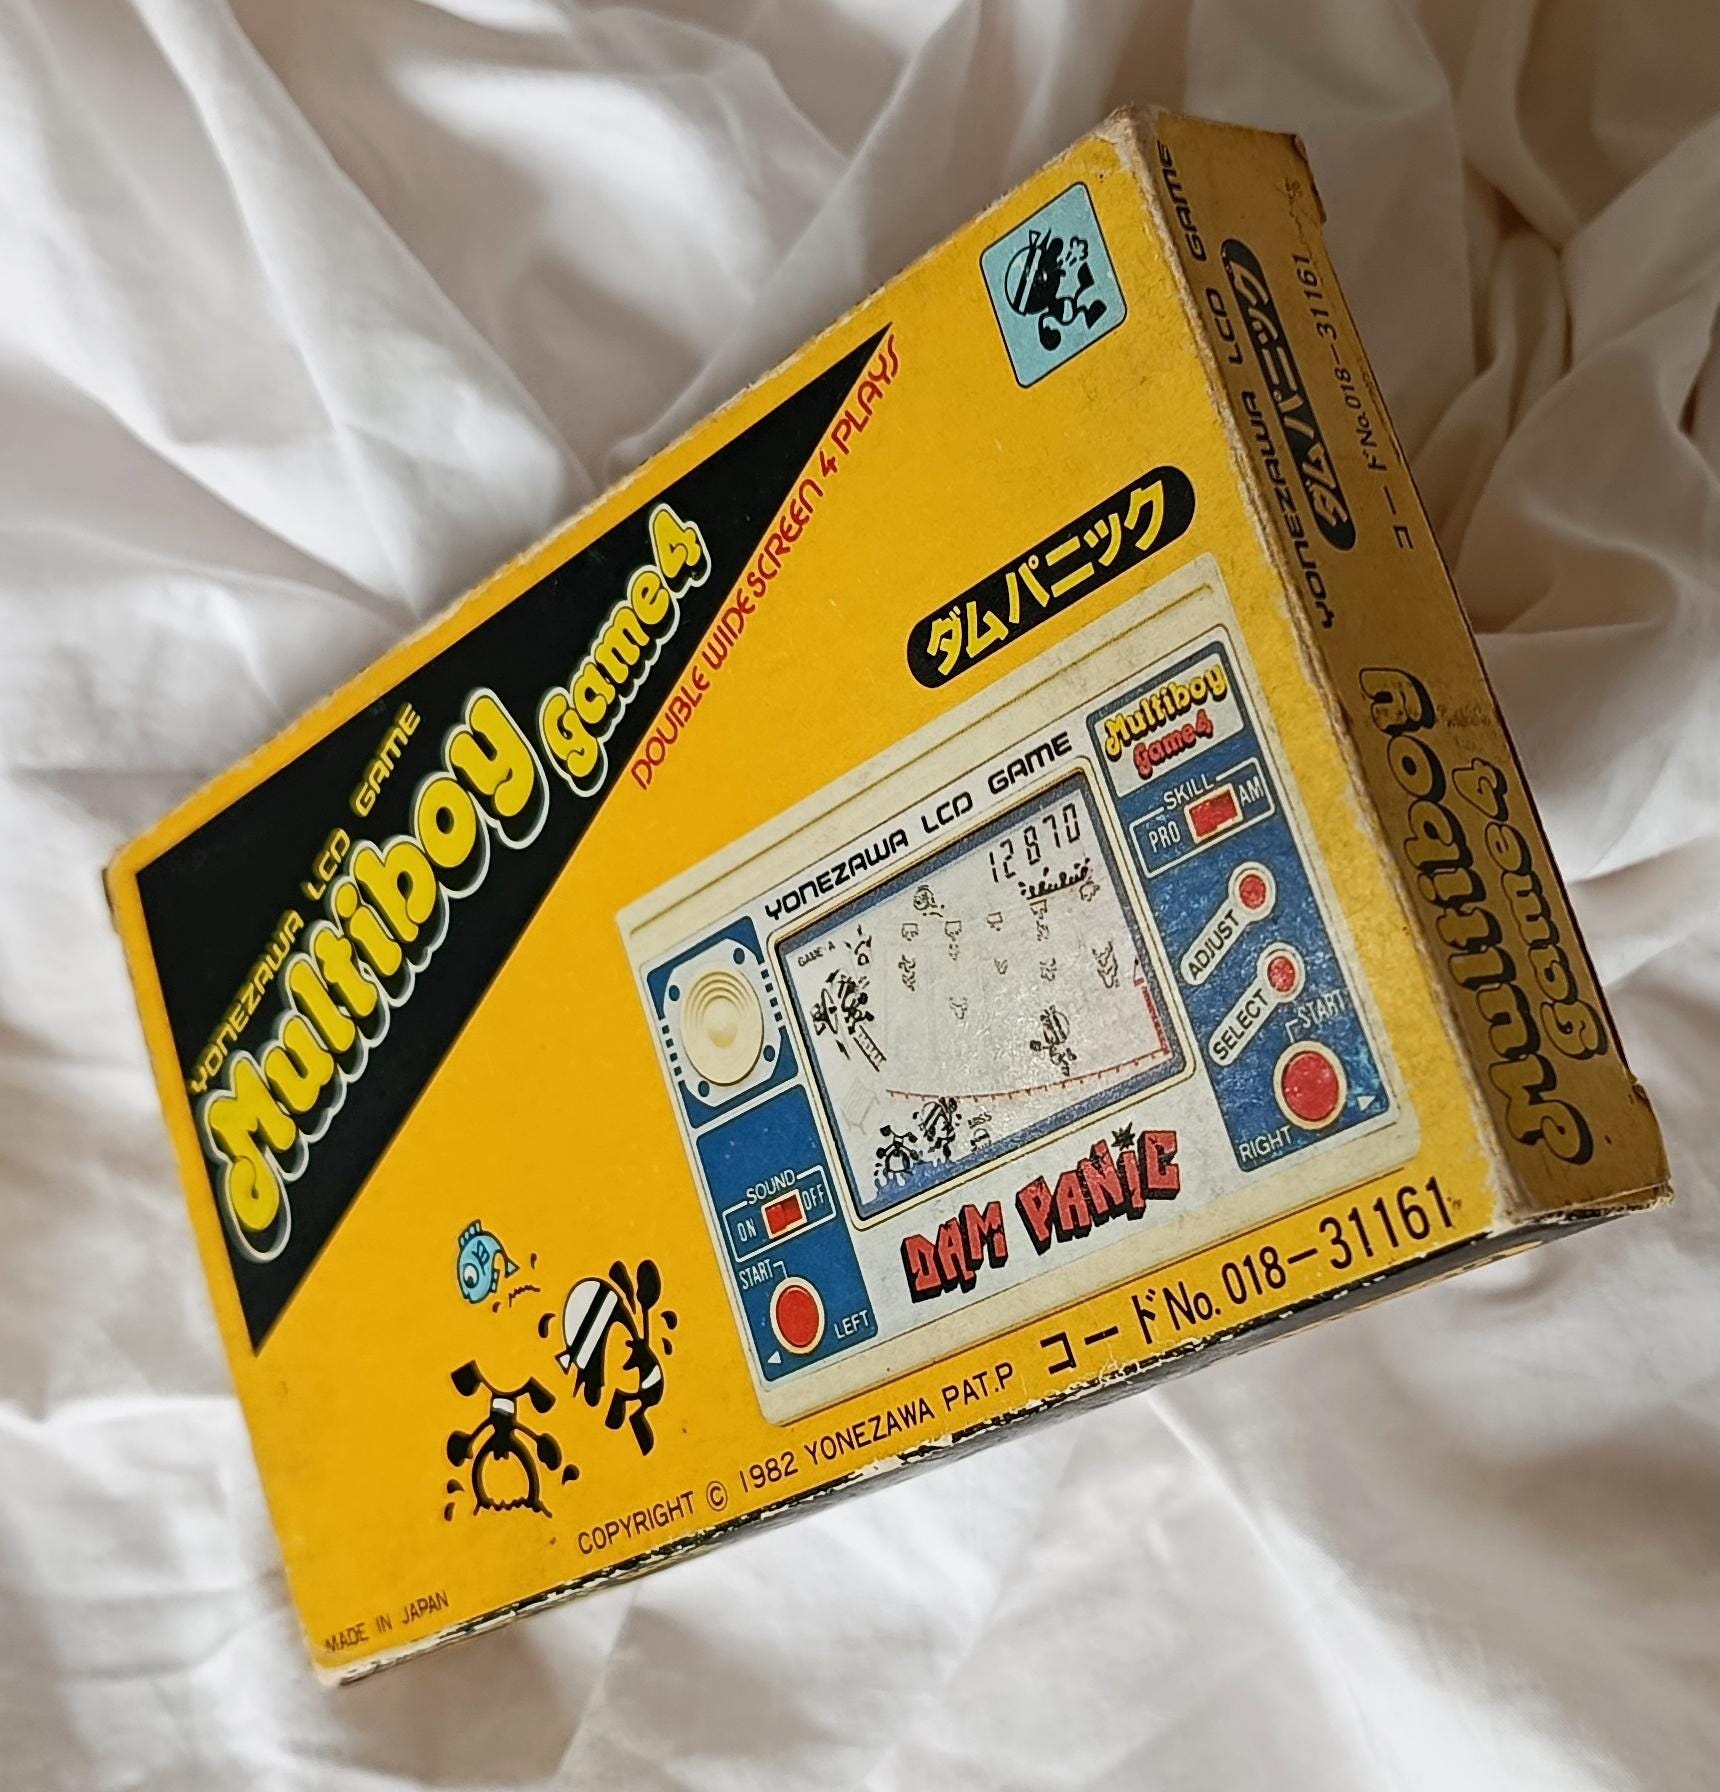 YONEZAWA LCD GAME
Multiboy
Game4
DOUBLE WIDE SCREEN 4 PLAYS
ダムパニック
YONEZAWA LCD GAME
Multiboy
Game4
SKILL
PRO
AM
ADJUST
SELECT
START
RIGHT
12870
GAME A
MISS
SOUND
ON
OFF
START
LEFT
DAM PANIC
コードNo. 018-31161
COPYRIGHT © 1982 YONEZAWA PAT.P
MADE IN JAPAN
YONEZAWA LCD GAME
ダムパニック
コードNo. 018-31161
Multiboy
Game4